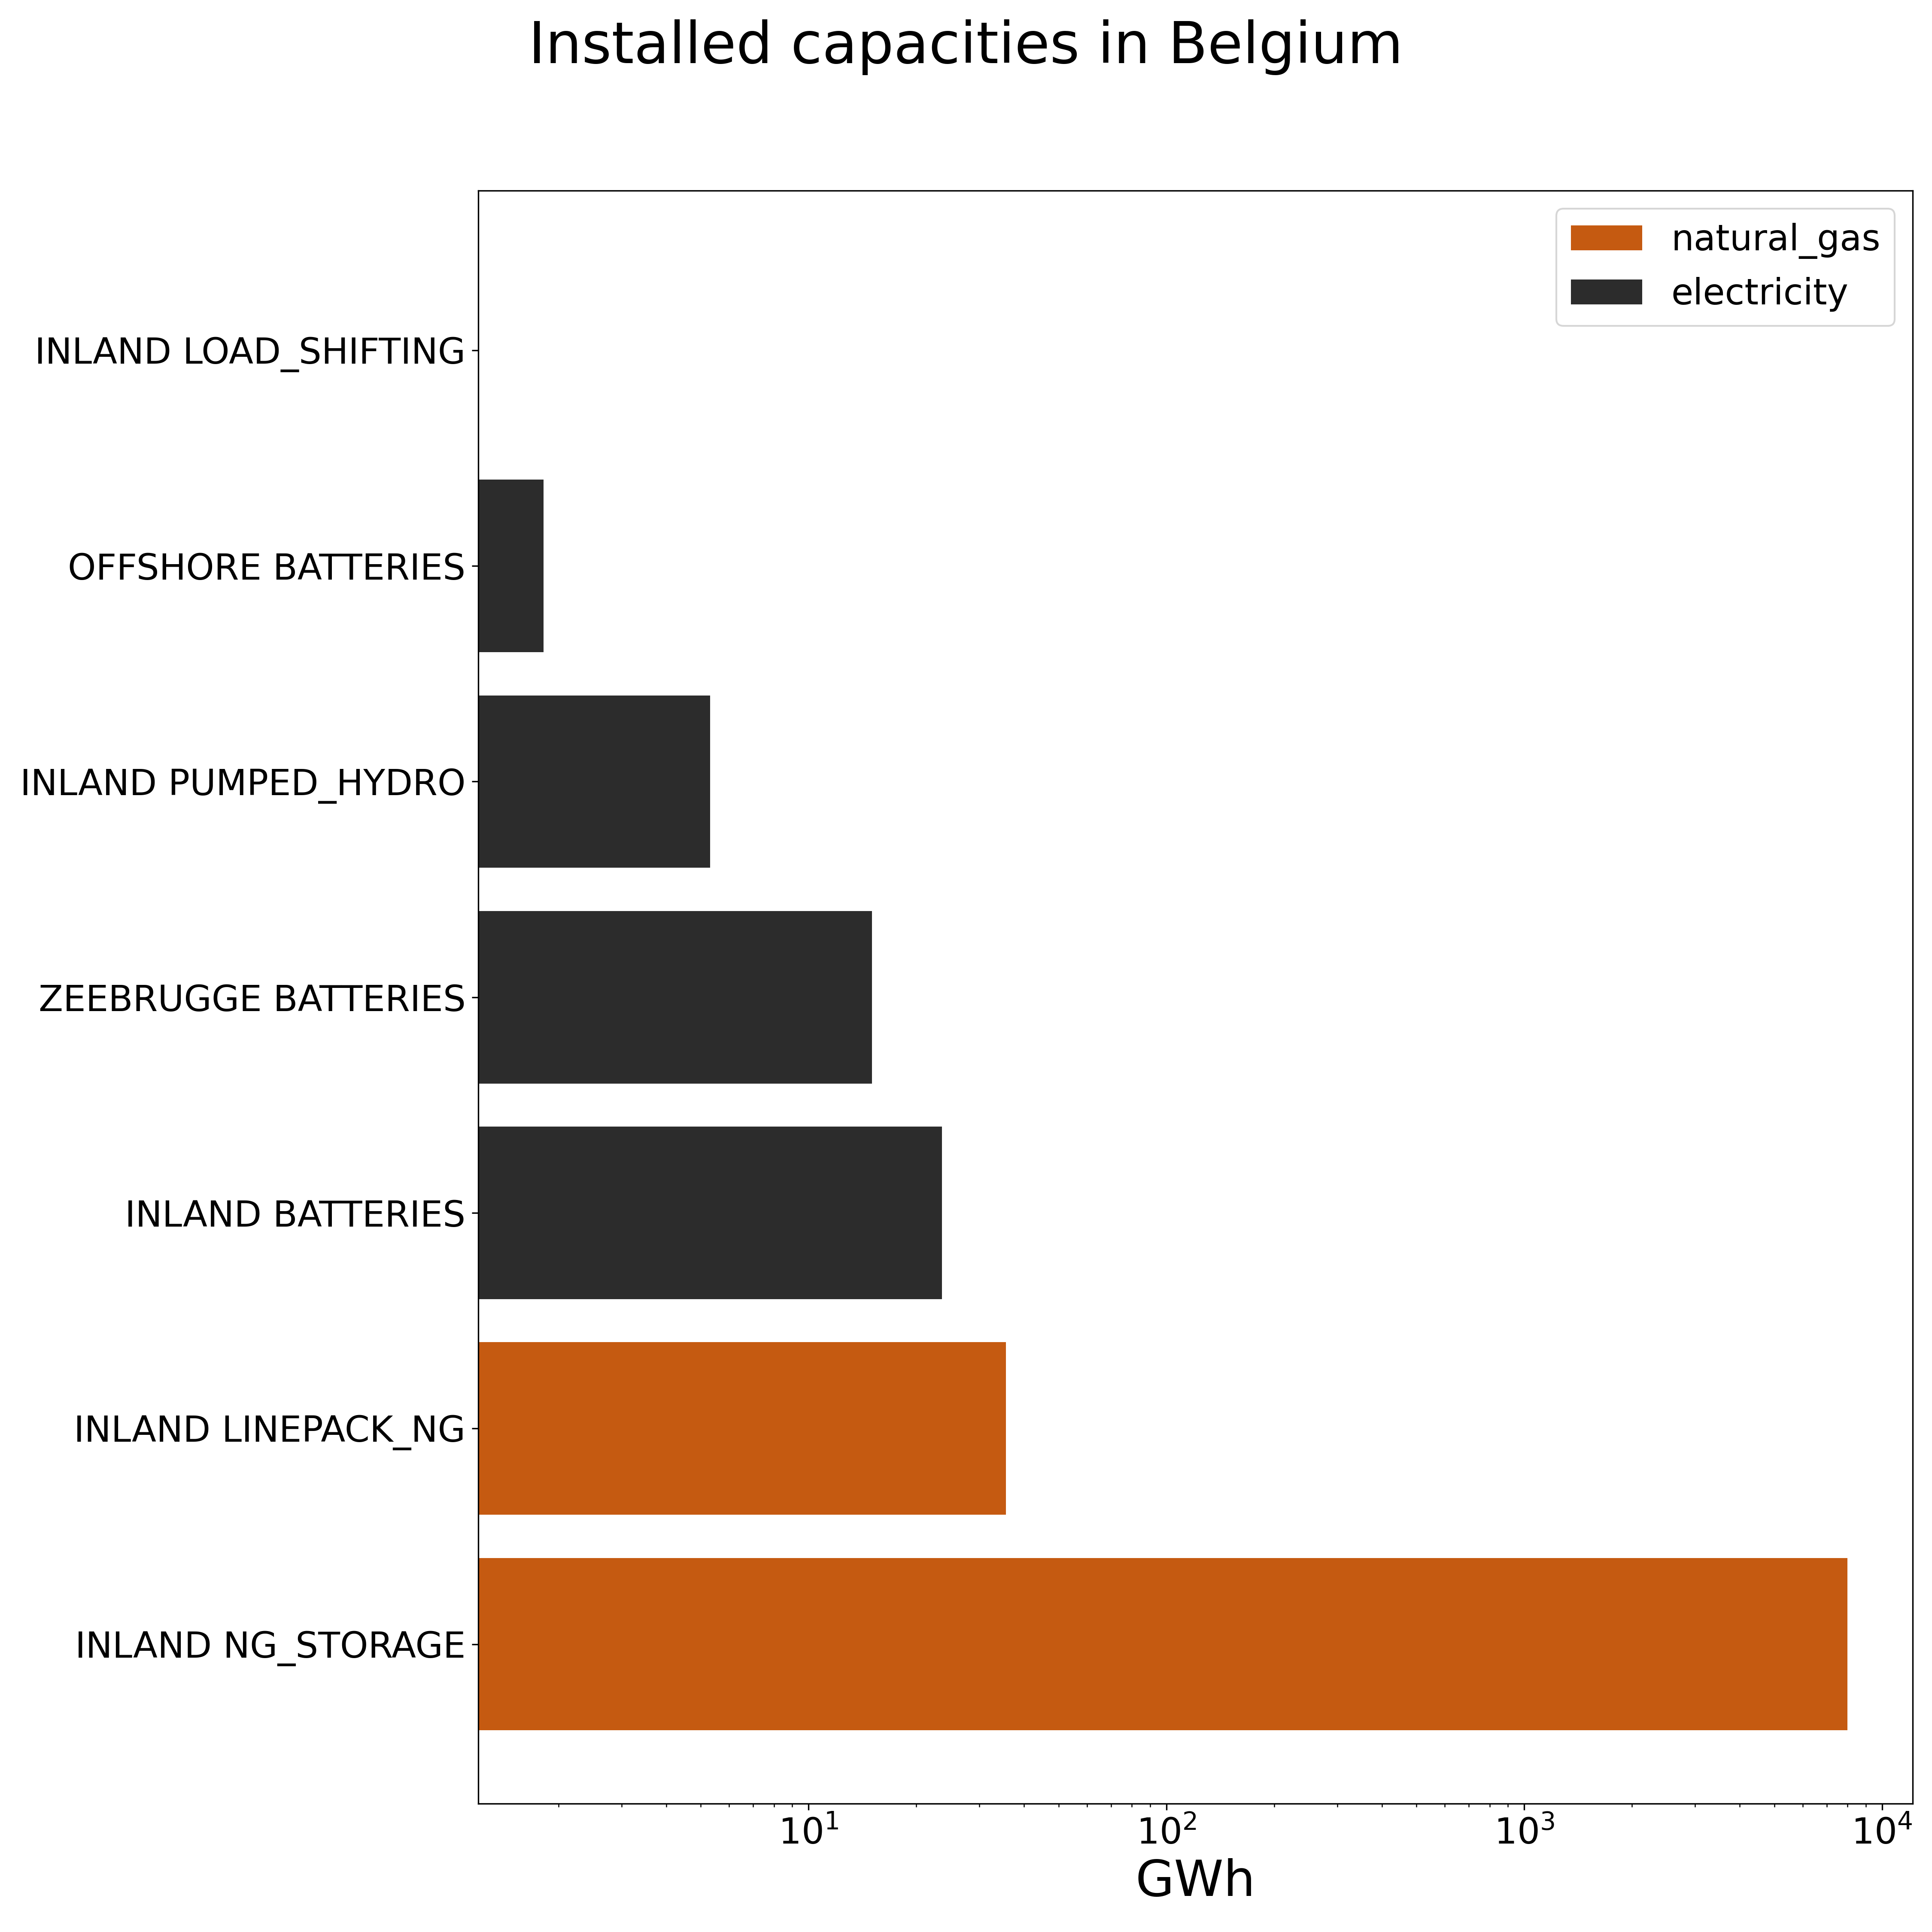 Installed capacities in Belgium
natural_gas
electricity
INLAND LOAD_SHIFTING
OFFSHORE BATTERIES
INLAND PUMPED_HYDRO
ZEEBRUGGE BATTERIES
INLAND BATTERIES
INLAND LINEPACK_NG
INLAND NG_STORAGE
10¹ 10² 10³ 10⁴
GWh